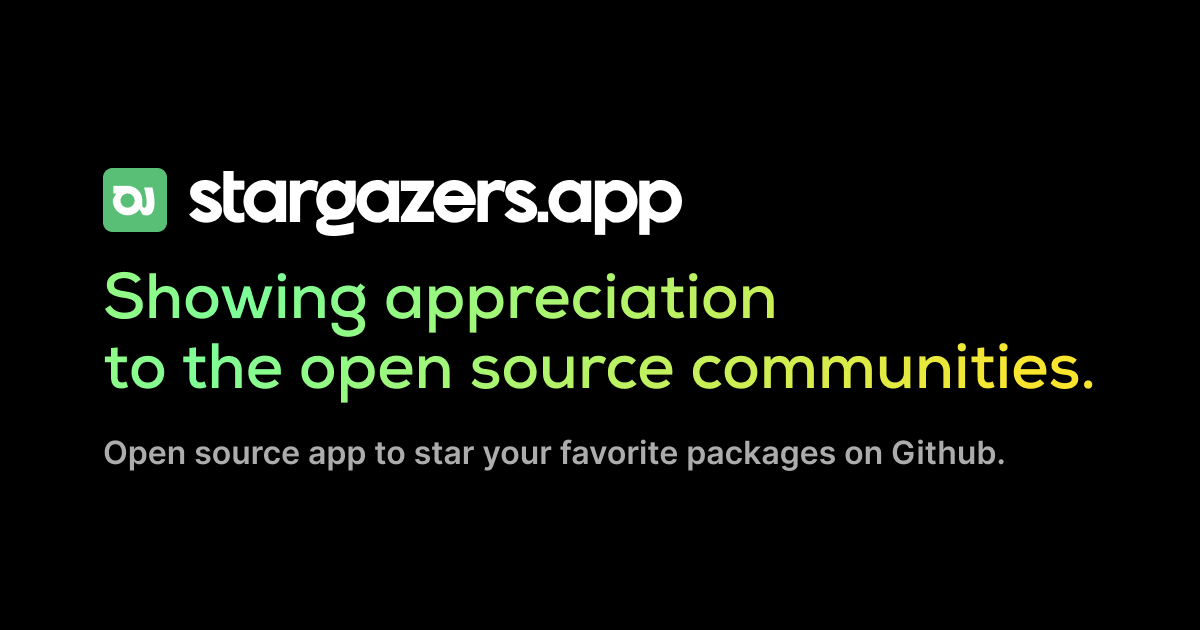 stargazers.app
Showing appreciation
to the open source communities.
Open source app to star your favorite packages on Github.